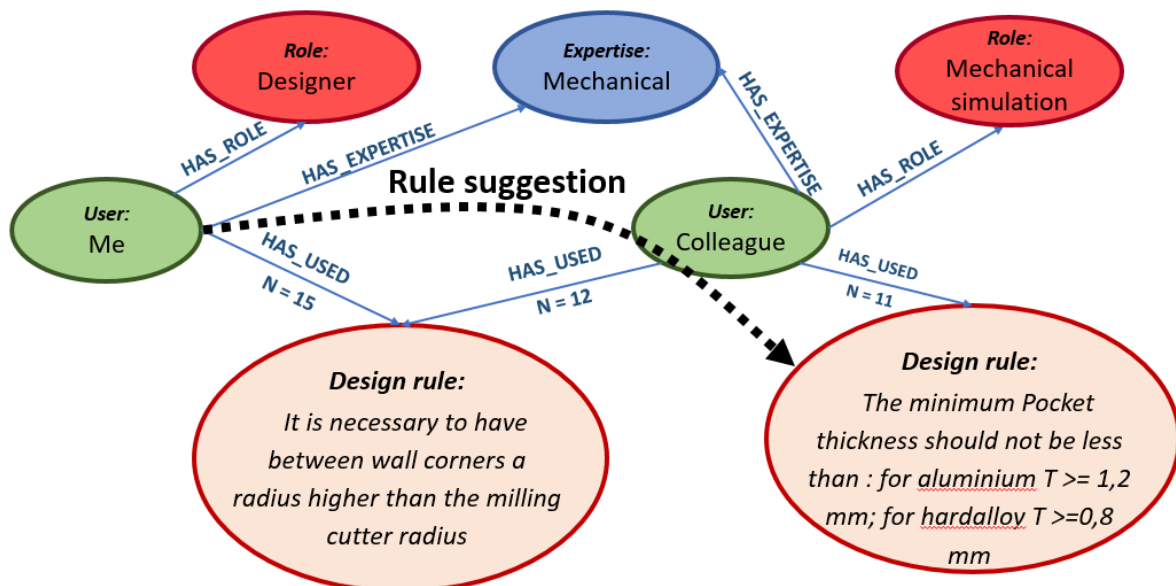 Role:
Designer
Expertise:
Mechanical
Role:
Mechanical
simulation
HAS_ROLE
HAS_EXPERTISE
HAS_EXPERTISE
HAS_ROLE
Rule suggestion
User:
Me
User:
Colleague
HAS_USED
N = 15
HAS_USED
N = 12
HAS_USED
N = 11
Design rule:
It is necessary to have
between wall corners a
radius higher than the milling
cutter radius
Design rule:
The minimum Pocket
thickness should not be less
than : for aluminium T >= 1,2
mm; for hardalloy T >=0,8
mm